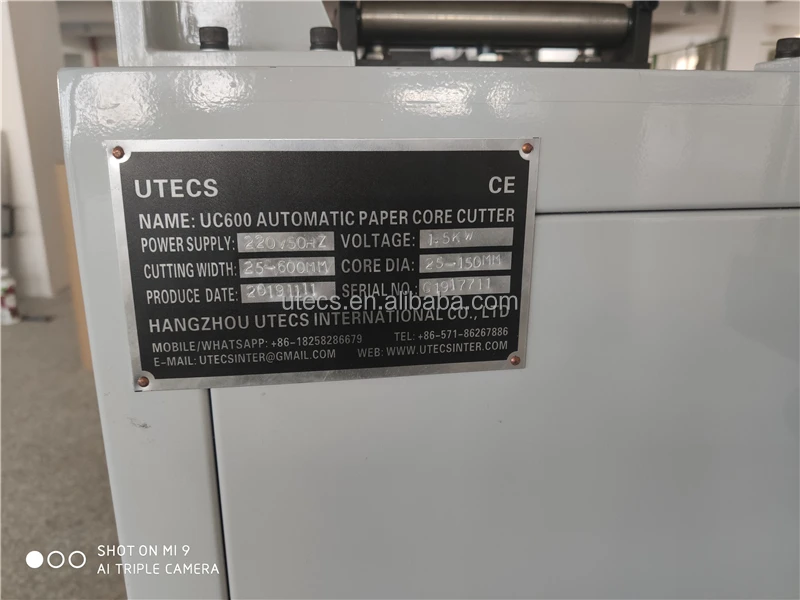 UTECS CE
NAME: UC600 AUTOMATIC PAPER CORE CUTTER
POWER SUPPLY: 220V50HZ VOLTAGE: 1.5KW
CUTTING WIDTH: 25-600MM CORE DIA: 25-150MM
PRODUCE DATE: 20191111 SERIAL NO.:
utecs.en.alibaba.com
HANGZHOU UTECS INTERNATIONAL CO., LTD
MOBILE/WHATSAPP: +86-18258286679 TEL: +86-571-86267886
E-MAIL: UTECSINTER@GMAIL.COM WEB: WWW.UTECSINTER.COM
SHOT ON MI 9
AI TRIPLE CAMERA